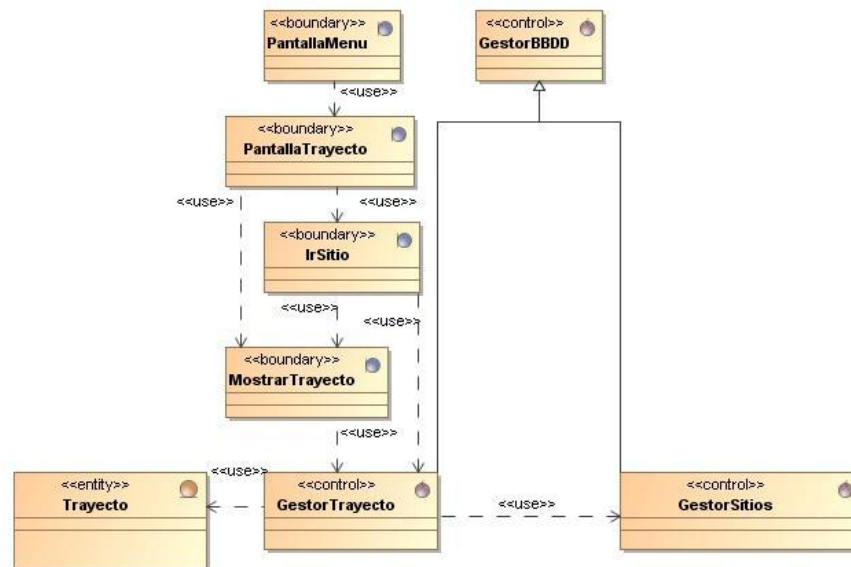 <<boundary>>
PantallaMenu
<<control>>
GestorBBDD
<<use>>
<<boundary>>
PantallaTrayecto
<<use>>
<<use>>
<<boundary>>
IrSitio
<<use>>
<<use>>
<<boundary>>
MostrarTrayecto
<<use>>
<<entity>>
Trayecto
<<use>>
<<control>>
GestorTrayecto
<<use>>
<<control>>
GestorSitios